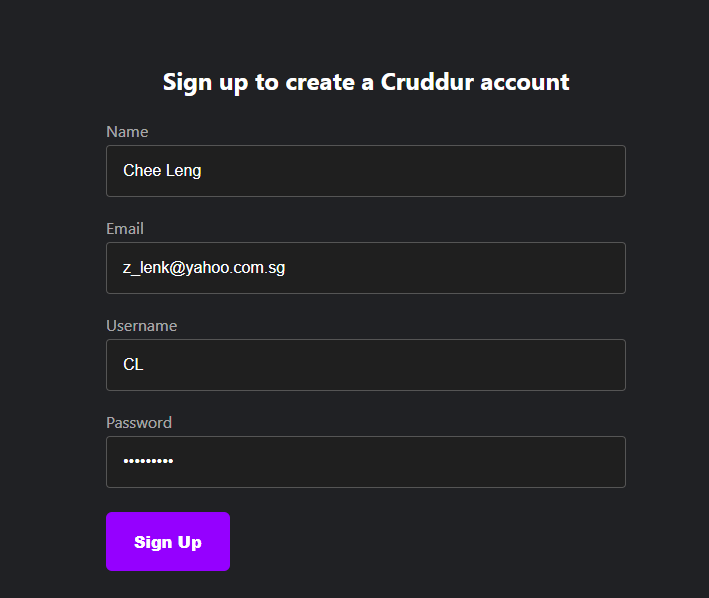 Sign up to create a Cruddur account
Name
Chee Leng
Email
z_lenk@yahoo.com.sg
Username
CL
Password
•••••••••
Sign Up